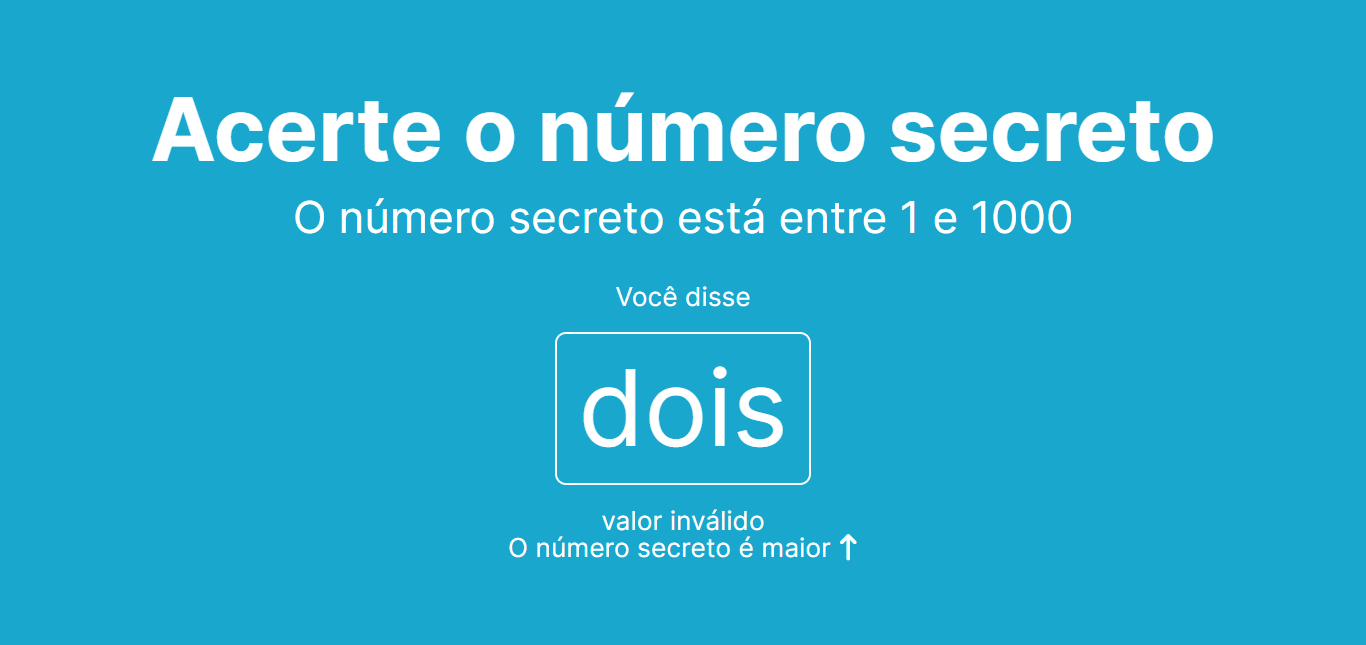 Acerte o número secreto
O número secreto está entre 1 e 1000
Você disse
dois
valor inválido
O número secreto é maior ↑